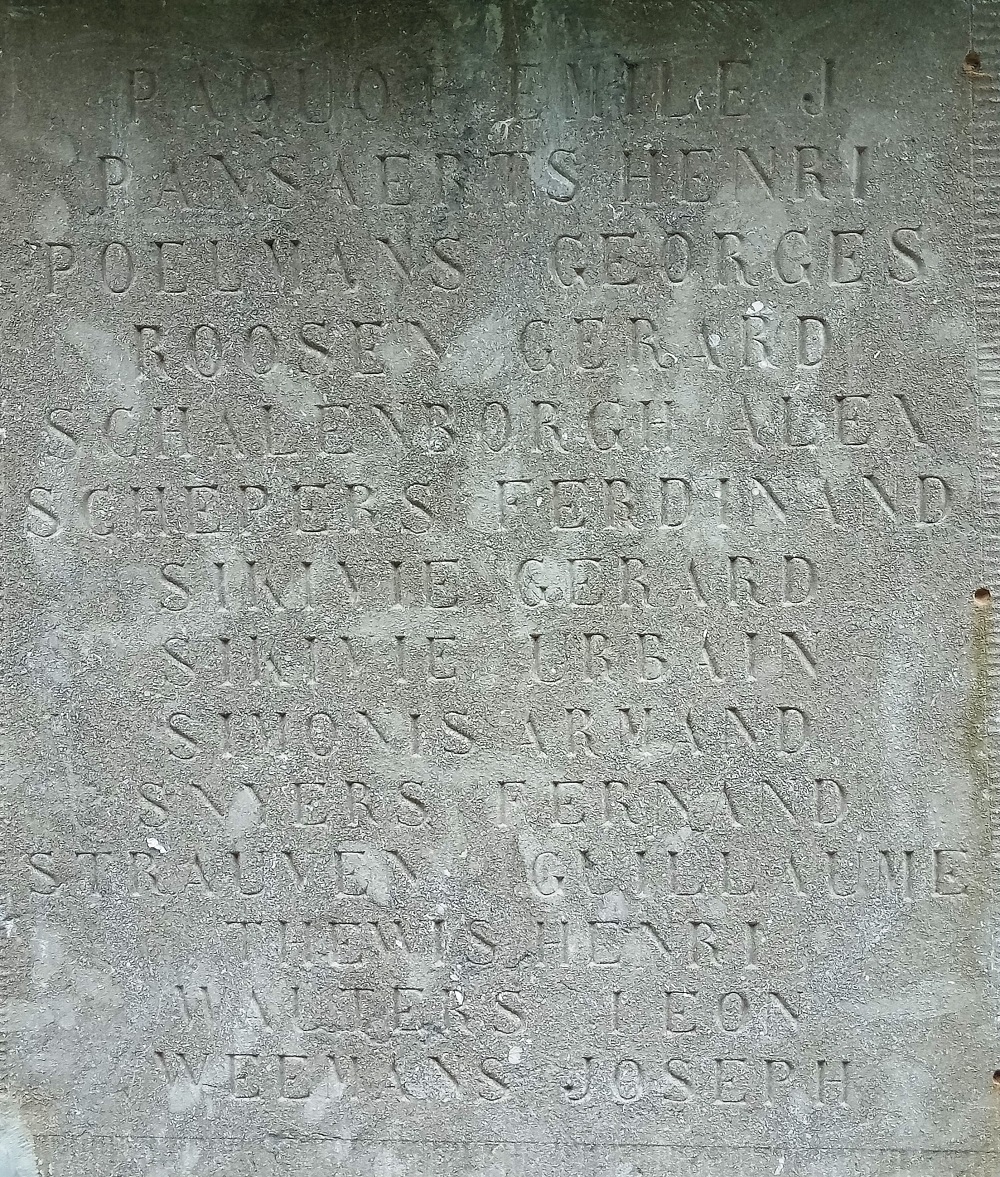 PAQUOT EMILE J
PANSAERTS HENRI
POELMANS GEORGES
ROOSEN GERARD
SCHALENBORGH ALEX
SCHEPERS FERDINAND
SIKIVIE GERARD
SIKIVIE URBAIN
SIMONIS ARMAND
SMEERS FERNAND
STRAUVEN GUILLAUME
THEWIS HENRI
WAUTERS LEON
WEEMANS JOSEPH